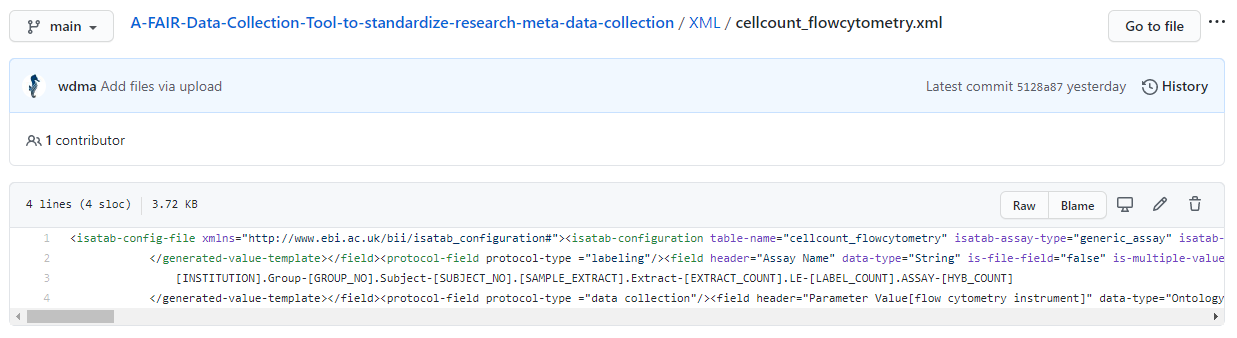 main A-FAIR-Data-Collection-Tool-to-standardize-research-meta-data-collection / XML / cellcount_flowcytometry.xml Go to file ...
wdma Add files via upload Latest commit 5128a87 yesterday History
1 contributor
4 lines (4 sloc) 3.72 KB Raw Blame
1 <isatab-config-file xmlns="http://www.ebi.ac.uk/bii/isatab_configuration#"><isatab-configuration table-name="cellcount_flowcytometry" isatab-assay-type="generic_assay" isatab-
2 </generated-value-template></field><protocol-field protocol-type ="labeling"/><field header="Assay Name" data-type="String" is-file-field="false" is-multiple-value
3 [INSTITUTION].Group-[GROUP_NO].Subject-[SUBJECT_NO].[SAMPLE_EXTRACT].Extract-[EXTRACT_COUNT].LE-[LABEL_COUNT].ASSAY-[HYB_COUNT]
4 </generated-value-template></field><protocol-field protocol-type ="data collection"/><field header="Parameter Value[flow cytometry instrument]" data-type="Ontology